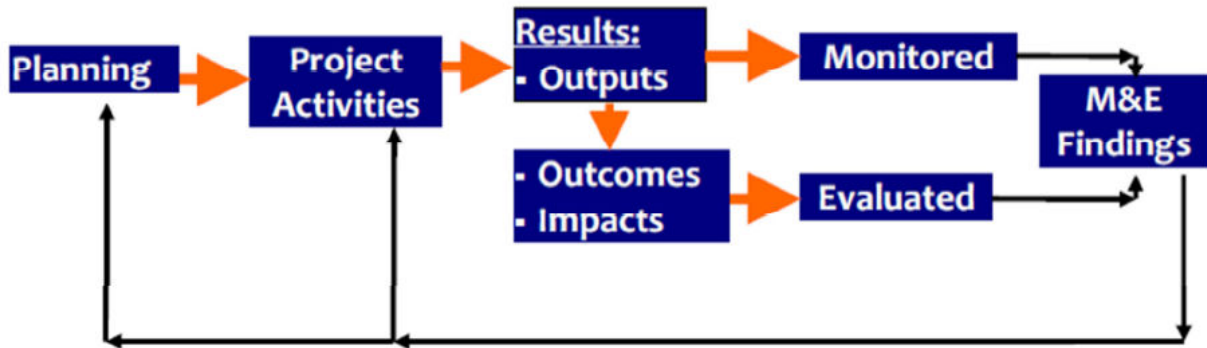 Planning
Project
Activities
Results:
- Outputs
- Outcomes
- Impacts
Monitored
Evaluated
M&E
Findings